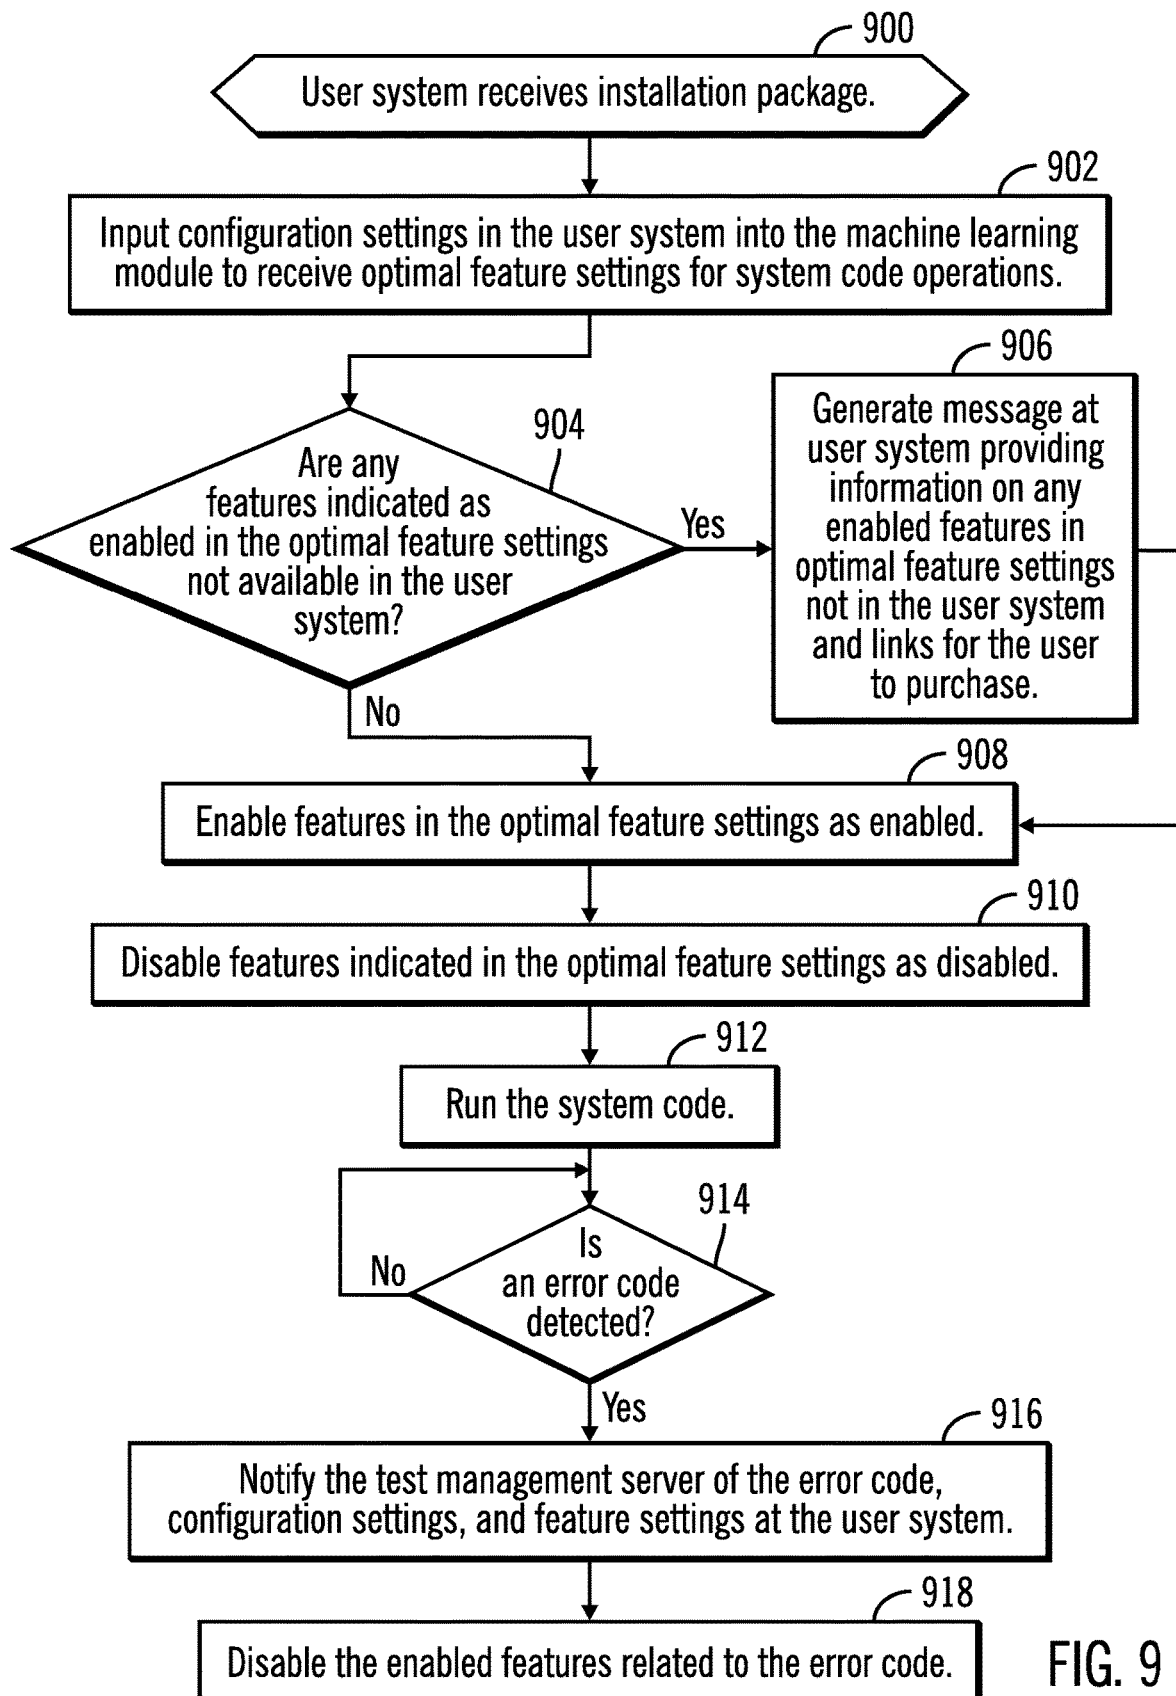 900
User system receives installation package.
902
Input configuration settings in the user system into the machine learning
module to receive optimal feature settings for system code operations.
904
Are any
features indicated as
enabled in the optimal feature settings
not available in the user
system?
Yes
No
906
Generate message at
user system providing
information on any
enabled features in
optimal feature settings
not in the user system
and links for the user
to purchase.
908
Enable features in the optimal feature settings as enabled.
910
Disable features indicated in the optimal feature settings as disabled.
912
Run the system code.
914
Is
an error code
detected?
No
Yes
916
Notify the test management server of the error code,
configuration settings, and feature settings at the user system.
918
Disable the enabled features related to the error code.
FIG. 9